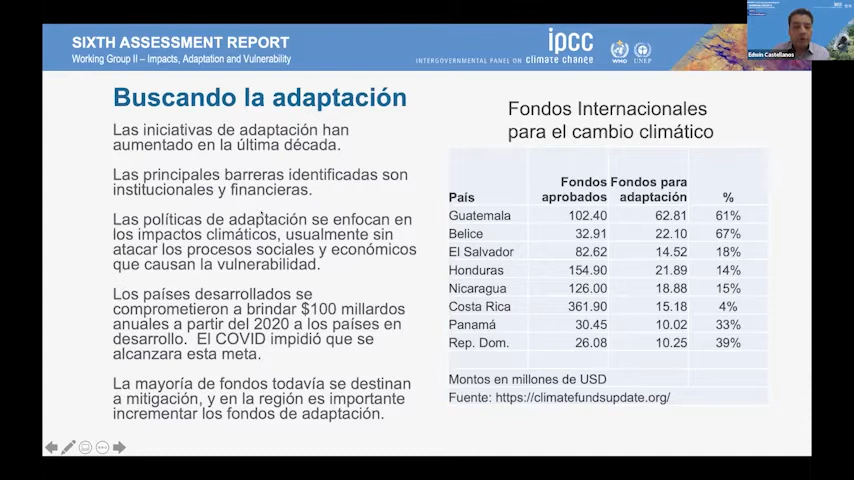 SIXTH ASSESSMENT REPORT
Working Group II – Impacts, Adaptation and Vulnerability
INTERGOVERNMENTAL PANEL ON climate change
ipcc
WMO
UNEP
Edwin Castellanos
Buscando la adaptación
Las iniciativas de adaptación han
aumentado en la última década.
Las principales barreras identificadas son
institucionales y financieras.
Las políticas de adaptación se enfocan en
los impactos climáticos, usualmente sin
atacar los procesos sociales y económicos
que causan la vulnerabilidad.
Los países desarrollados se
comprometieron a brindar $100 millardos
anuales a partir del 2020 a los países en
desarrollo. El COVID impidió que se
alcanzara esta meta.
La mayoría de fondos todavía se destinan
a mitigación, y en la región es importante
incrementar los fondos de adaptación.
Fondos Internacionales
para el cambio climático
País Fondos aprobados Fondos para adaptación %
Guatemala 102.40 62.81 61%
Belice 32.91 22.10 67%
El Salvador 82.62 14.52 18%
Honduras 154.90 21.89 14%
Nicaragua 126.00 18.88 15%
Costa Rica 361.90 15.18 4%
Panamá 30.45 10.02 33%
Rep. Dom. 26.08 10.25 39%
Montos en millones de USD
Fuente: https://climatefundsupdate.org/